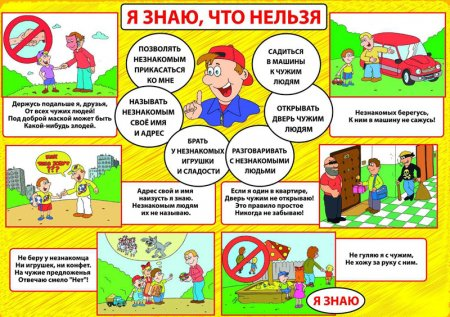 Я ЗНАЮ, ЧТО НЕЛЬЗЯ
ПОЗВОЛЯТЬ
НЕЗНАКОМЫМ
ПРИКАСАТЬСЯ
КО МНЕ
САДИТЬСЯ
В МАШИНЫ
К ЧУЖИМ
ЛЮДЯМ
НАЗЫВАТЬ
НЕЗНАКОМЫМ
СВОЁ ИМЯ
И АДРЕС
ОТКРЫВАТЬ
ДВЕРЬ ЧУЖИМ
ЛЮДЯМ
БРАТЬ
У НЕЗНАКОМЫХ
ИГРУШКИ
И СЛАДОСТИ
РАЗГОВАРИВАТЬ
С НЕЗНАКОМЫМИ
ЛЮДЬМИ
Держусь подальше я, друзья,
От всех чужих людей!
Под доброй маской может быть
Какой-нибудь злодей.
Незнакомых берегусь,
К ним в машину не сажусь!
КАК
ТЕБЯ ЗОВУТ
???
Адрес свой и имя
наизусть я знаю.
Незнакомым людям
их не называю.
Если я один в квартире,
Дверь чужим не открываю!
Это правило простое
Никогда не забываю!
Не беру у незнакомца
Ни игрушек, ни конфет.
На чужие предложенья
Отвечаю смело "Нет"!
Не гуляю я с чужим,
Не хожу за руку с ним.
Я ЗНАЮ